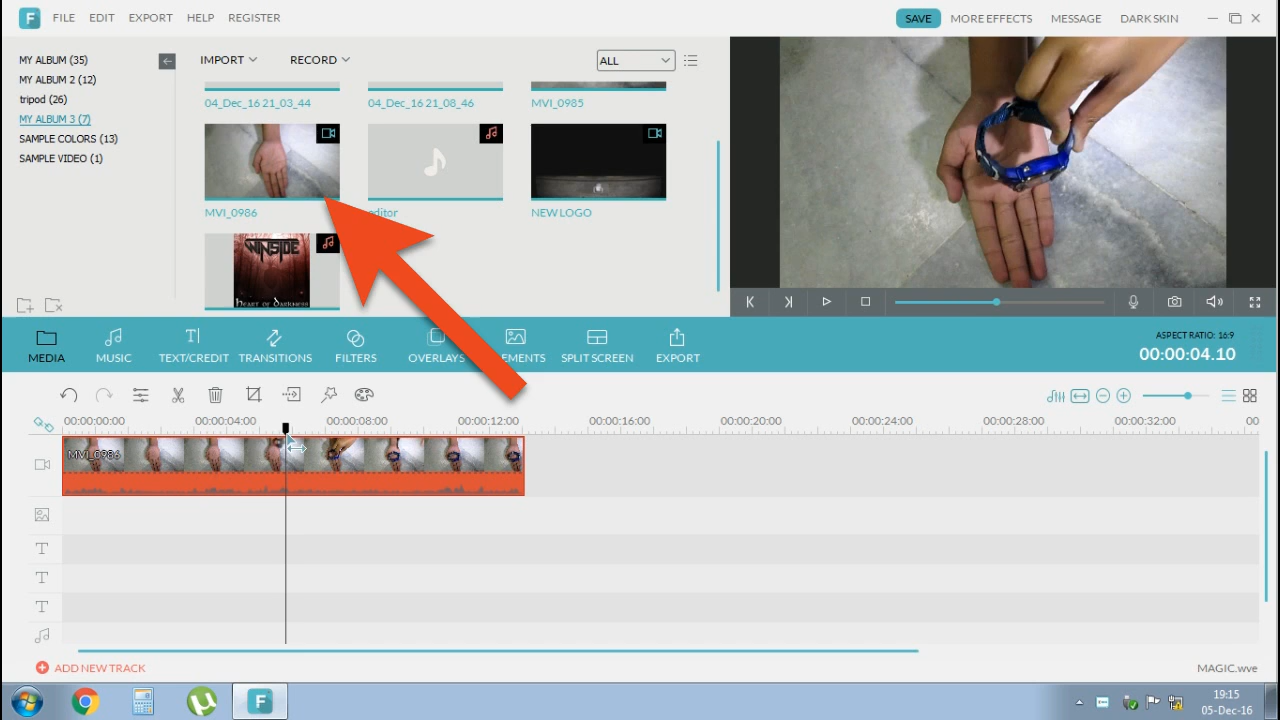 F FILE EDIT EXPORT HELP REGISTER SAVE MORE EFFECTS MESSAGE DARK SKIN
MY ALBUM (35)
MY ALBUM 2 (12)
tripod (26)
MY ALBUM 3 (7)
SAMPLE COLORS (13)
SAMPLE VIDEO (1)
IMPORT RECORD ALL
04_Dec_16 21_03_44 04_Dec_16 21_08_46 MVI_0985
MVI_0986 editor NEW LOGO
HEART OF DARKNESS
MEDIA MUSIC TEXT/CREDIT TRANSITIONS FILTERS OVERLAYS EMENTS SPLIT SCREEN EXPORT
ASPECT RATIO: 16:9
00:00:04.10
00:00:00:00 00:00:04:00 00:00:08:00 00:00:12:00 00:00:16:00 00:00:20:00 00:00:24:00 00:00:28:00 00:00:32:00 00
MVI_0986
T
T
T
ADD NEW TRACK
MAGIC.wve
F
19:15
05-Dec-16